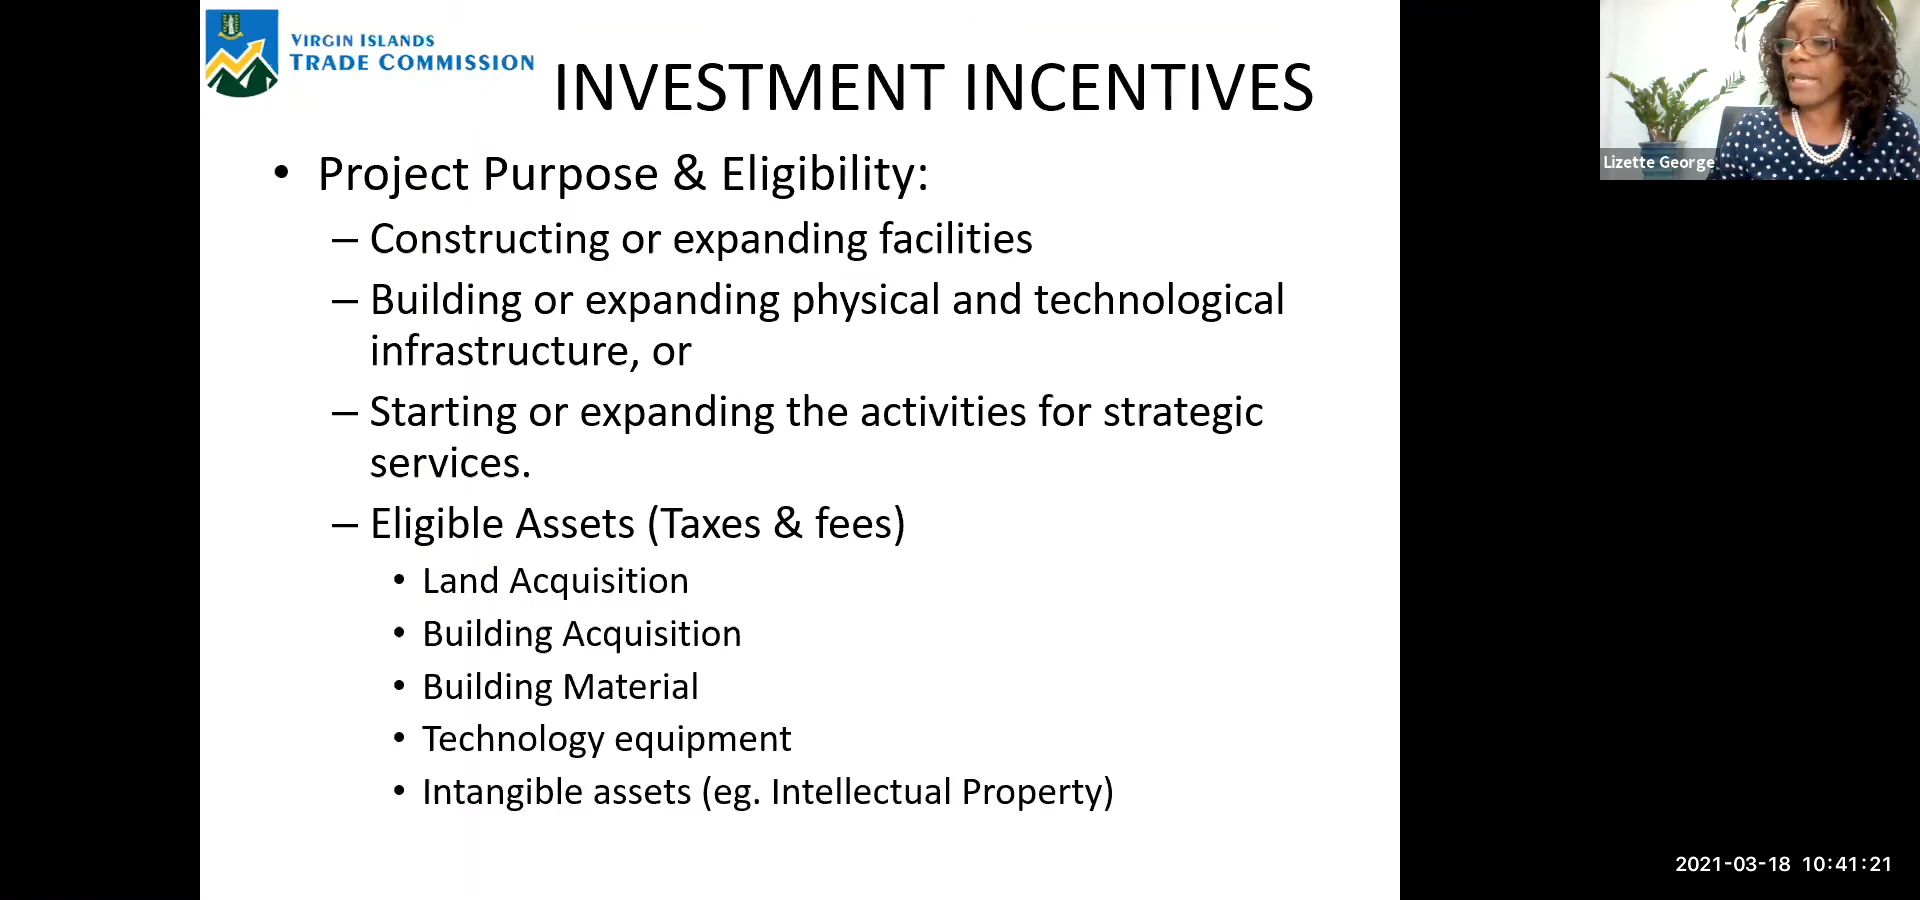 VIRGIN ISLANDS
TRADE COMMISSION
INVESTMENT INCENTIVES
• Project Purpose & Eligibility:
– Constructing or expanding facilities
– Building or expanding physical and technological
infrastructure, or
– Starting or expanding the activities for strategic
services.
– Eligible Assets (Taxes & fees)
• Land Acquisition
• Building Acquisition
• Building Material
• Technology equipment
• Intangible assets (eg. Intellectual Property)
Lizette George
2021-03-18 10:41:21